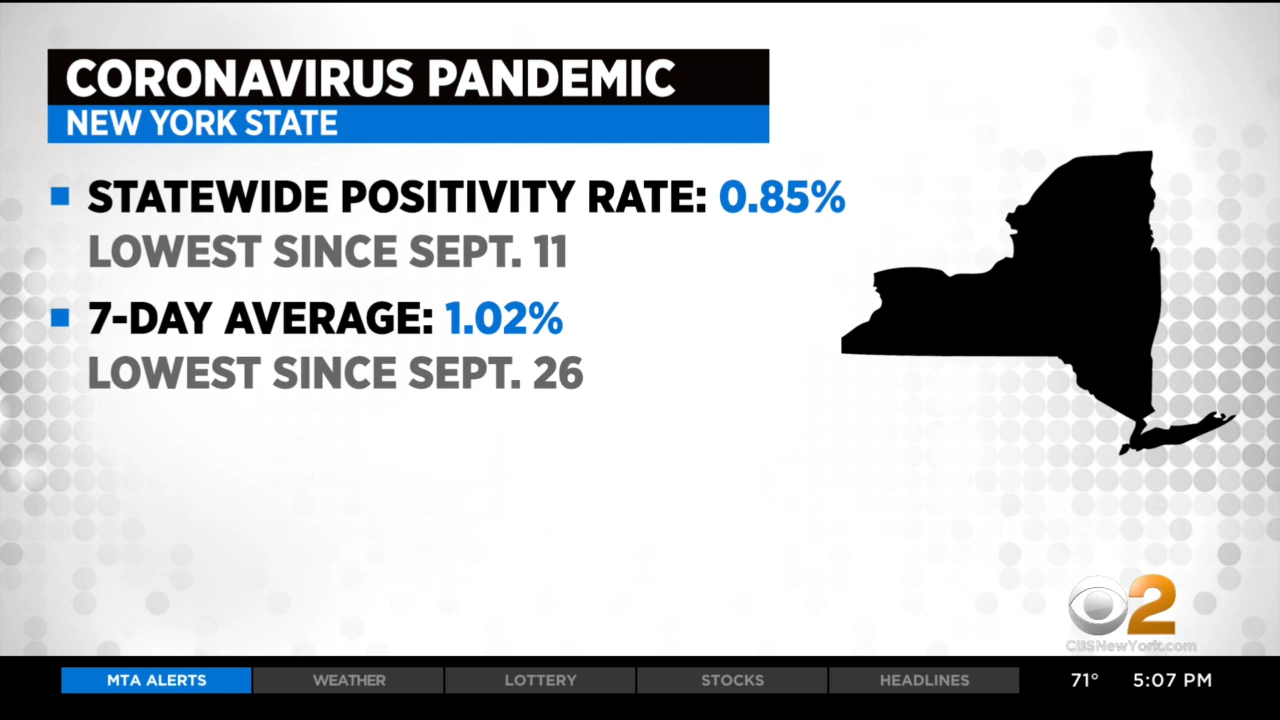 CORONAVIRUS PANDEMIC
NEW YORK STATE
STATEWIDE POSITIVITY RATE: 0.85%
LOWEST SINCE SEPT. 11
7-DAY AVERAGE: 1.02%
LOWEST SINCE SEPT. 26
2
CBSNewYork.com
MTA ALERTS WEATHER LOTTERY STOCKS HEADLINES 71° 5:07 PM